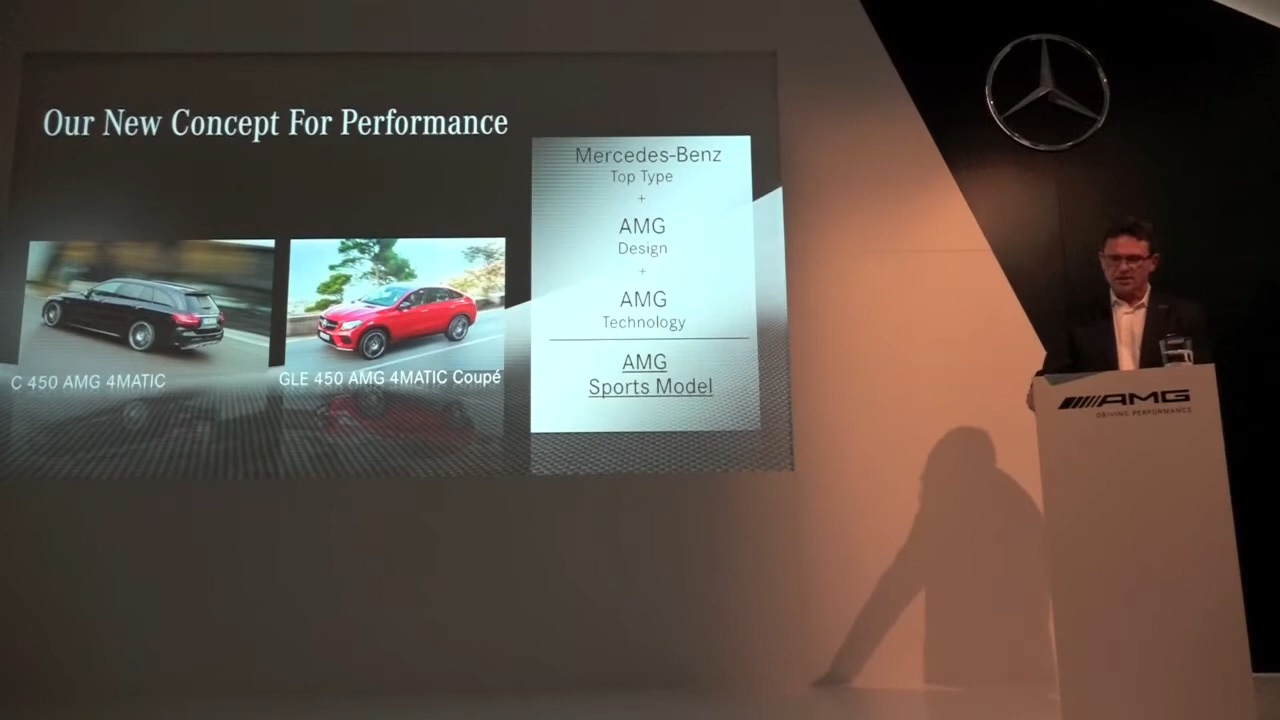 Our New Concept For Performance
Mercedes-Benz
Top Type
+
AMG
Design
+
AMG
Technology
AMG
Sports Model
C 450 AMG 4MATIC
GLE 450 AMG 4MATIC Coupé
AMG
DRIVING PERFORMANCE